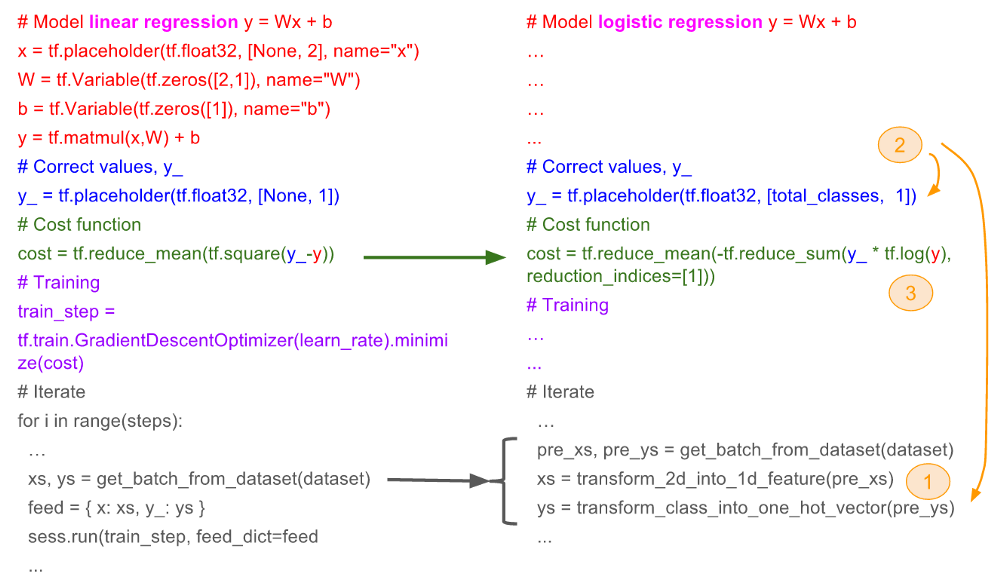 # Model linear regression y = Wx + b
x = tf.placeholder(tf.float32, [None, 2], name="x")
W = tf.Variable(tf.zeros([2,1]), name="W")
b = tf.Variable(tf.zeros([1]), name="b")
y = tf.matmul(x,W) + b
# Correct values, y_
y_ = tf.placeholder(tf.float32, [None, 1])
# Cost function
cost = tf.reduce_mean(tf.square(y_-y))
# Training
train_step =
tf.train.GradientDescentOptimizer(learn_rate).minimi
ze(cost)
# Iterate
for i in range(steps):
…
xs, ys = get_batch_from_dataset(dataset)
feed = { x: xs, y_: ys }
sess.run(train_step, feed_dict=feed
...
# Model logistic regression y = Wx + b
…
…
…
...
2
# Correct values, y_
y_ = tf.placeholder(tf.float32, [total_classes,  1])
# Cost function
cost = tf.reduce_mean(-tf.reduce_sum(y_ * tf.log(y),
reduction_indices=[1]))
3
# Training
…
...
# Iterate
…
pre_xs, pre_ys = get_batch_from_dataset(dataset)
xs = transform_2d_into_1d_feature(pre_xs)
1
ys = transform_class_into_one_hot_vector(pre_ys)
...